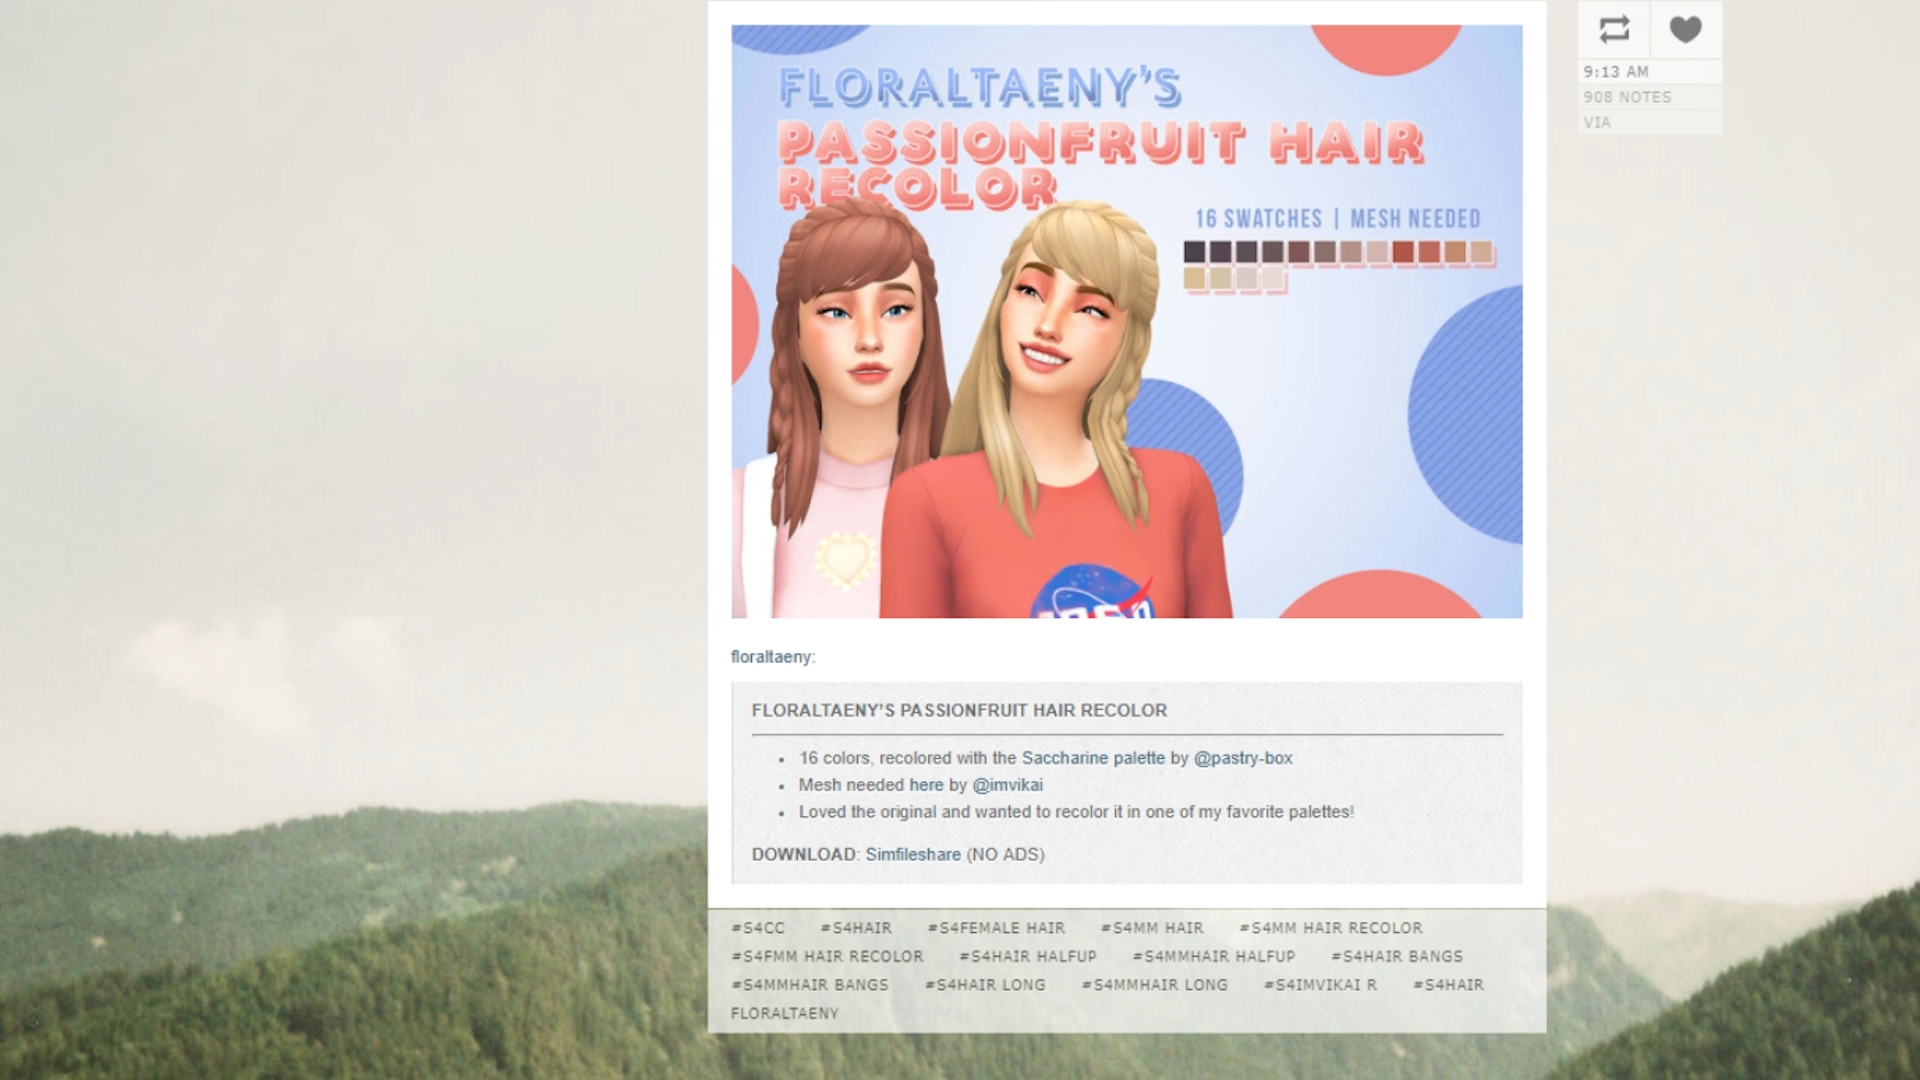 FLORALTAENY'S
PASSIONFRUIT HAIR
RECOLOR
16 SWATCHES | MESH NEEDED
9:13 AM
908 NOTES
VIA
floraltaeny:
FLORALTAENY'S PASSIONFRUIT HAIR RECOLOR
• 16 colors, recolored with the Saccharine palette by @pastry-box
• Mesh needed here by @imvikai
• Loved the original and wanted to recolor it in one of my favorite palettes!
DOWNLOAD: Simfileshare (NO ADS)
#S4CC #S4HAIR #S4FEMALE HAIR #S4MM HAIR #S4MM HAIR RECOLOR
#S4FMM HAIR RECOLOR #S4HAIR HALFUP #S4MMHAIR HALFUP #S4HAIR BANGS
#S4MMHAIR BANGS #S4HAIR LONG #S4MMHAIR LONG #S4IMVIKAI R #S4HAIR
FLORALTAENY